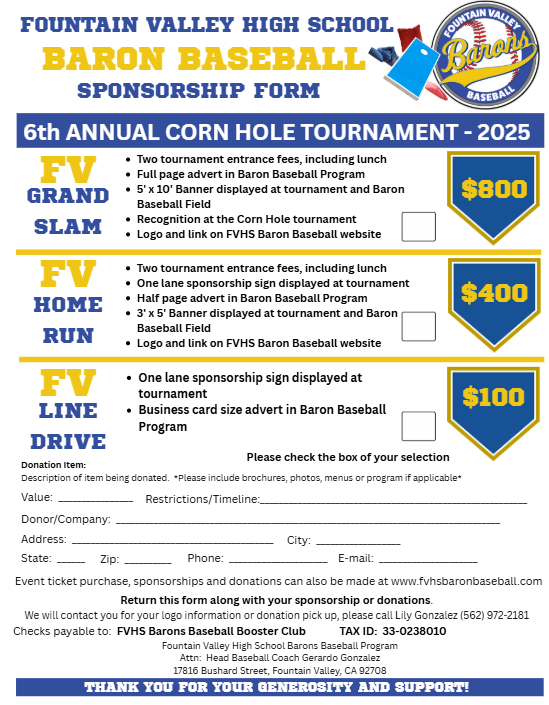 FOUNTAIN VALLEY HIGH SCHOOL
BARON BASEBALL
SPONSORSHIP FORM
FOUNTAIN VALLEY
Barons
BASEBALL
6th ANNUAL CORN HOLE TOURNAMENT - 2025
FV
GRAND
SLAM
• Two tournament entrance fees, including lunch
• Full page advert in Baron Baseball Program
• 5' x 10' Banner displayed at tournament and Baron
Baseball Field
• Recognition at the Corn Hole tournament
• Logo and link on FVHS Baron Baseball website
$800
FV
HOME
RUN
• Two tournament entrance fees, including lunch
• One lane sponsorship sign displayed at tournament
• Half page advert in Baron Baseball Program
• 3' x 5' Banner displayed at tournament and Baron
Baseball Field
• Logo and link on FVHS Baron Baseball website
$400
FV
LINE
DRIVE
• One lane sponsorship sign displayed at
tournament
• Business card size advert in Baron Baseball
Program
$100
Please check the box of your selection
Donation Item:
Description of item being donated. *Please include brochures, photos, menus or program if applicable*
Value: ______________ Restrictions/Timeline:__________________________________________________
Donor/Company: ________________________________________________________________________
Address: ______________________________________ City: ________________
State: _____ Zip: _________ Phone: ___________________ E-mail: ___________________
Event ticket purchase, sponsorships and donations can also be made at www.fvhsbaronbaseball.com
Return this form along with your sponsorship or donations.
We will contact you for your logo information or donation pick up, please call Lily Gonzalez (562) 972-2181
Checks payable to: FVHS Barons Baseball Booster Club TAX ID: 33-0238010
Fountain Valley High School Barons Baseball Program
Attn: Head Baseball Coach Gerardo Gonzalez
17816 Bushard Street, Fountain Valley, CA 92708
THANK YOU FOR YOUR GENEROSITY AND SUPPORT!